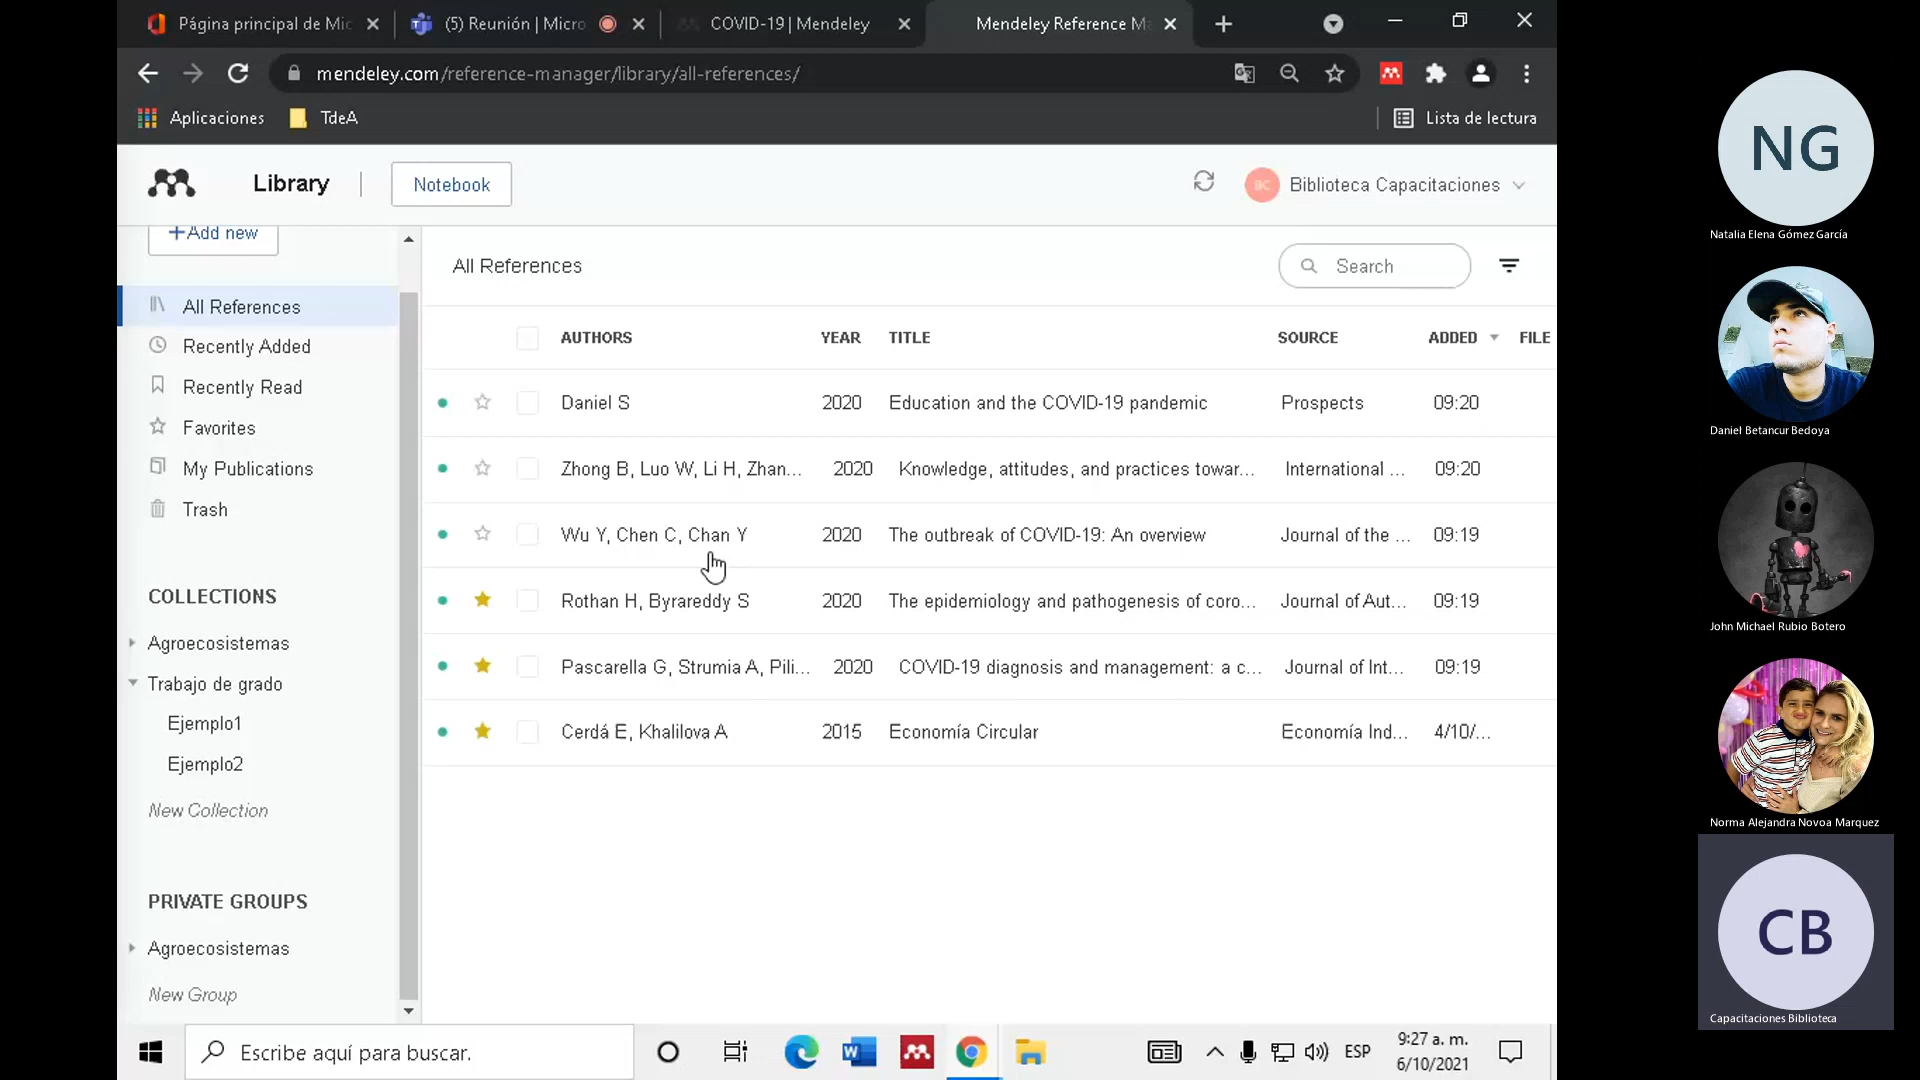 Página principal de Mic
(5) Reunión | Micro
COVID-19 | Mendeley
Mendeley Reference Ma
mendeley.com/reference-manager/library/all-references/
Aplicaciones
TdeA
Lista de lectura
Library
Notebook
BC
Biblioteca Capacitaciones
+Add new
All References
Recently Added
Recently Read
Favorites
My Publications
Trash
COLLECTIONS
Agroecosistemas
Trabajo de grado
Ejemplo1
Ejemplo2
New Collection
PRIVATE GROUPS
Agroecosistemas
New Group
All References
Search
AUTHORS YEAR TITLE SOURCE ADDED FILE
Daniel S 2020 Education and the COVID-19 pandemic Prospects 09:20
Zhong B, Luo W, Li H, Zhan... 2020 Knowledge, attitudes, and practices towar... International ... 09:20
Wu Y, Chen C, Chan Y 2020 The outbreak of COVID-19: An overview Journal of the ... 09:19
Rothan H, Byrareddy S 2020 The epidemiology and pathogenesis of coro... Journal of Aut... 09:19
Pascarella G, Strumia A, Pili... 2020 COVID-19 diagnosis and management: a c... Journal of Int... 09:19
Cerdá E, Khalilova A 2015 Economía Circular Economía Ind... 4/10/...
Escribe aquí para buscar.
ESP
9:27 a. m.
6/10/2021
NG
Natalia Elena Gómez García
Daniel Betancur Bedoya
John Michael Rubio Botero
Norma Alejandra Novoa Marquez
CB
Capacitaciones Biblioteca